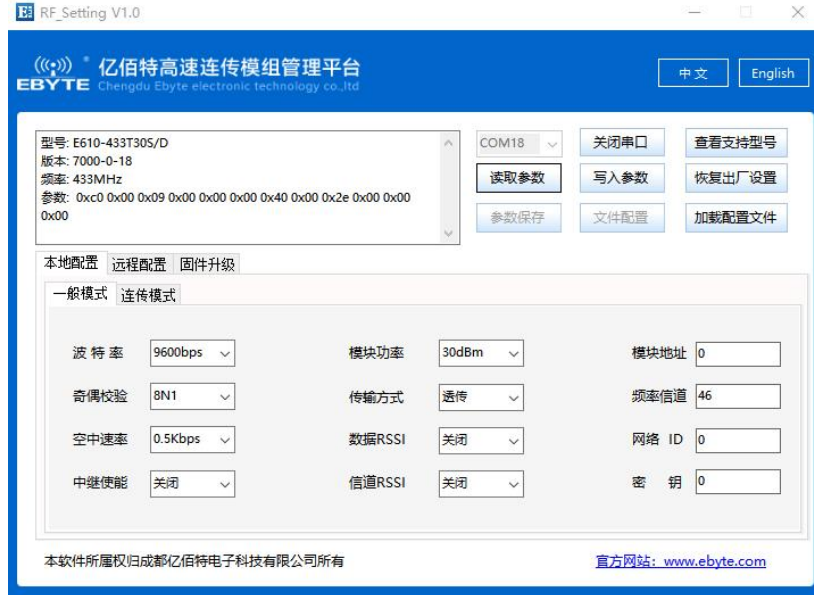 RF_Setting V1.0
亿佰特高速连传模组管理平台
EBYTE Chengdu Ebyte electronic technology co.,ltd
中文 English
型号: E610-433T30S/D
版本: 7000-0-18
频率: 433MHz
参数: 0xc0 0x00 0x09 0x00 0x00 0x00 0x40 0x00 0x2e 0x00 0x00
0x00
COM18 关闭串口 查看支持型号
读取参数 写入参数 恢复出厂设置
参数保存 文件配置 加载配置文件
本地配置 远程配置 固件升级
一般模式 连传模式
波特率 9600bps 模块功率 30dBm 模块地址 0
奇偶校验 8N1 传输方式 透传 频率信道 46
空中速率 0.5Kbps 数据RSSI 关闭 网络 ID 0
中继使能 关闭 信道RSSI 关闭 密 钥 0
本软件所属权归成都亿佰特电子科技有限公司所有 官方网站：www.ebyte.com